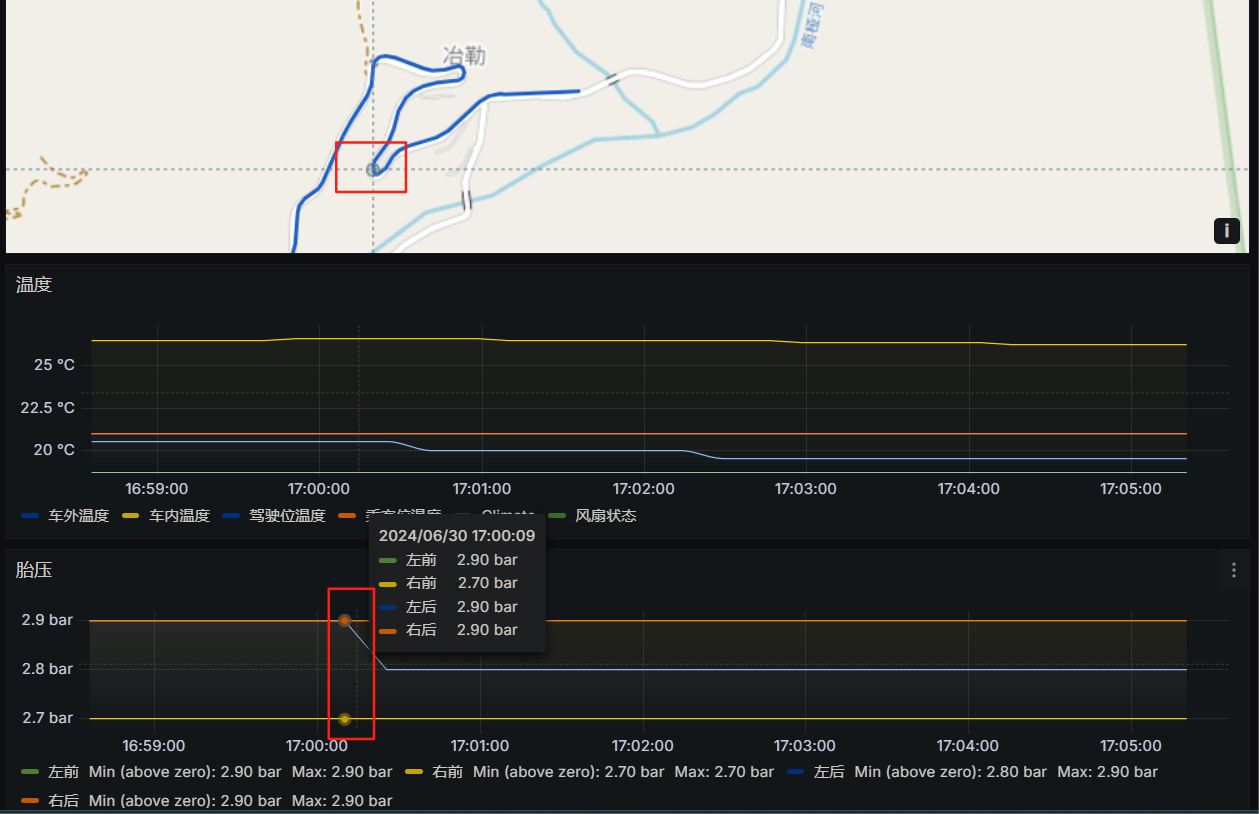 冶勒
南桠河
i
温度
25 °C
22.5 °C
20 °C
16:59:00 17:00:00 17:01:00 17:02:00 17:03:00 17:04:00 17:05:00
车外温度 车内温度 驾驶位温度 乘客位温度 Climate 风扇状态
2024/06/30 17:00:09
左前 2.90 bar
右前 2.70 bar
左后 2.90 bar
右后 2.90 bar
胎压
2.9 bar
2.8 bar
2.7 bar
16:59:00 17:00:00 17:01:00 17:02:00 17:03:00 17:04:00 17:05:00
左前 Min (above zero): 2.90 bar Max: 2.90 bar 右前 Min (above zero): 2.70 bar Max: 2.70 bar 左后 Min (above zero): 2.80 bar Max: 2.90 bar
右后 Min (above zero): 2.90 bar Max: 2.90 bar